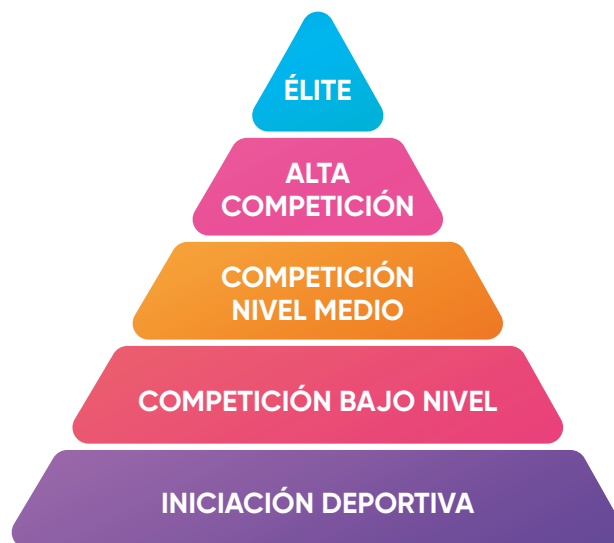 ÉLITE
ALTA
COMPETICIÓN
COMPETICIÓN
NIVEL MEDIO
COMPETICIÓN BAJO NIVEL
INICIACIÓN DEPORTIVA